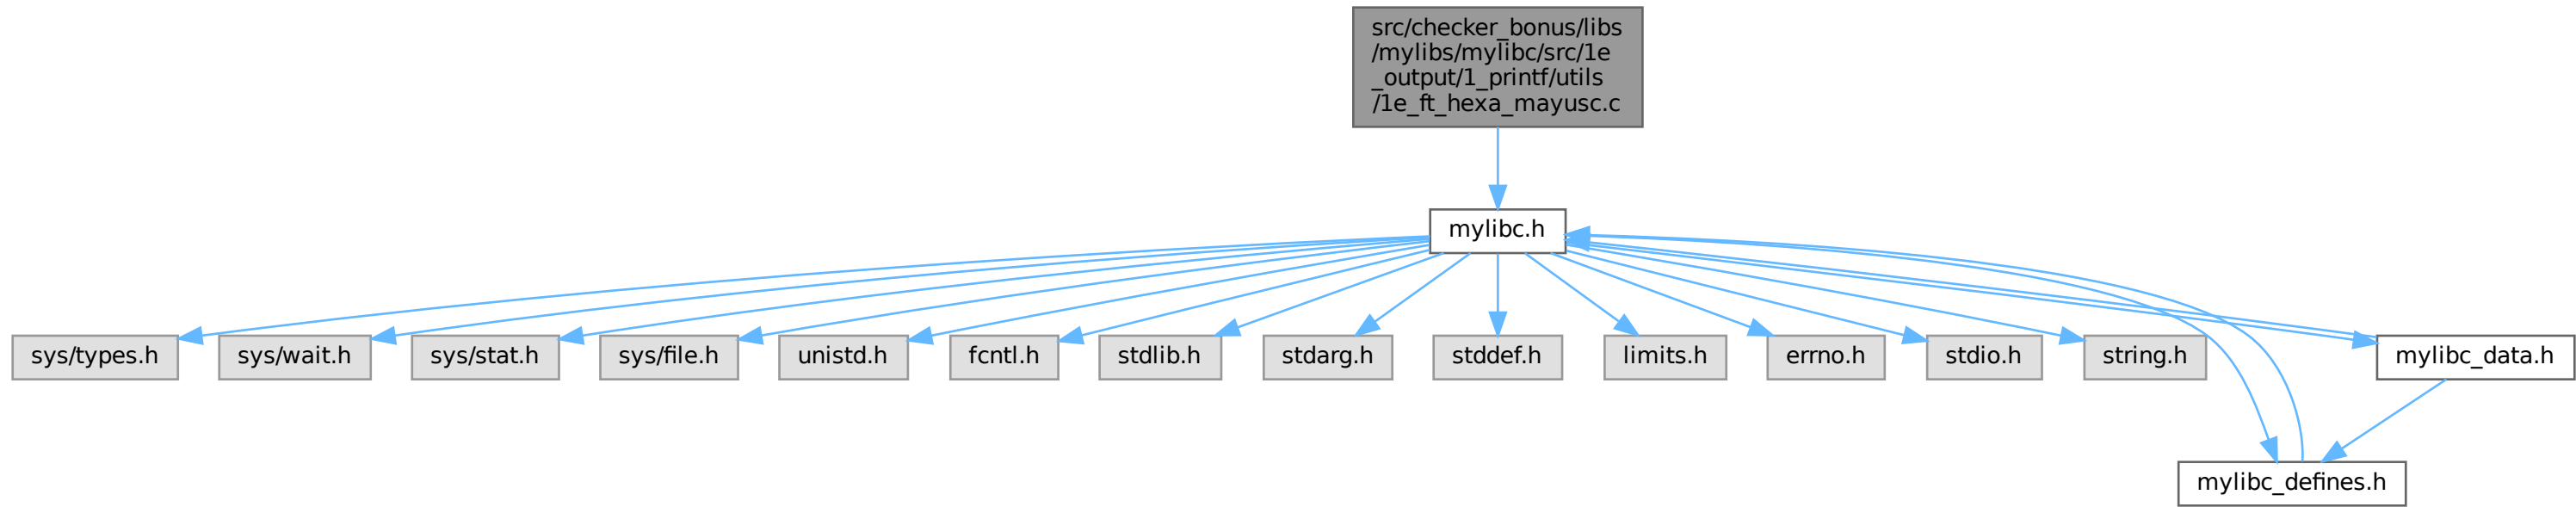 src/checker_bonus/libs
/mylibs/mylibc/src/1e
_output/1_printf/utils
/1e_ft_hexa_mayusc.c
mylibc.h
sys/types.h
sys/wait.h
sys/stat.h
sys/file.h
unistd.h
fcntl.h
stdlib.h
stdarg.h
stddef.h
limits.h
errno.h
stdio.h
string.h
mylibc_data.h
mylibc_defines.h